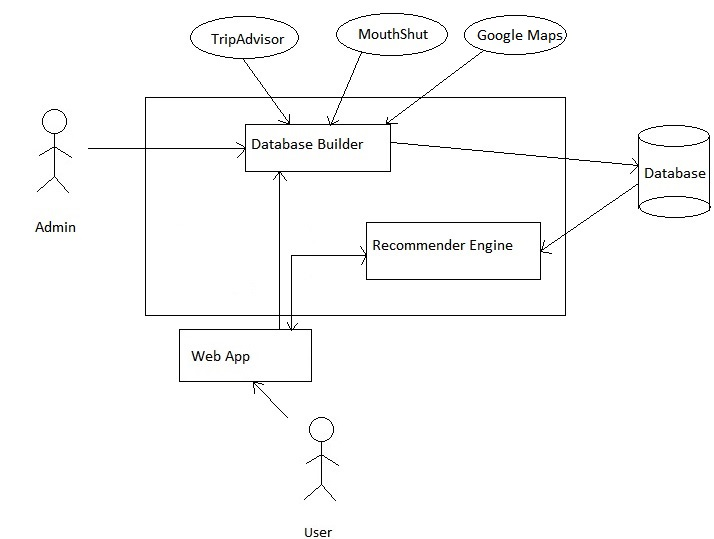 TripAdvisor
MouthShut
Google Maps
Database Builder
Database
Admin
Recommender Engine
Web App
User